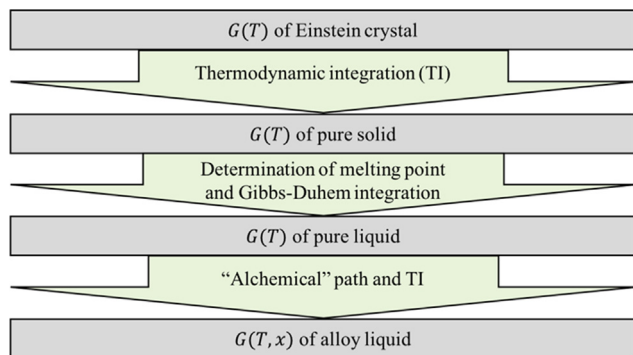 G(T) of Einstein crystal
Thermodynamic integration (TI)
G(T) of pure solid
Determination of melting point
and Gibbs-Duhem integration
G(T) of pure liquid
“Alchemical” path and TI
G(T, x) of alloy liquid